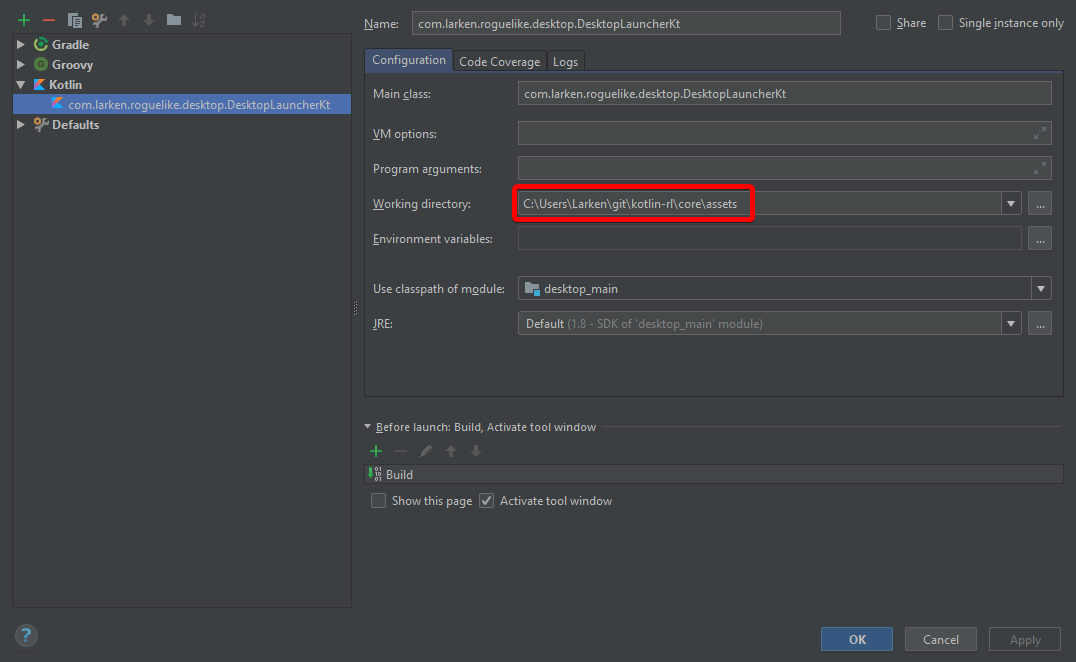 Name: com.larken.roguelike.desktop.DesktopLauncherKt Share Single instance only
Gradle
Groovy
Kotlin
com.larken.roguelike.desktop.DesktopLauncherKt
Defaults
Configuration Code Coverage Logs
Main class: com.larken.roguelike.desktop.DesktopLauncherKt
VM options:
Program arguments:
Working directory: C:\Users\Larken\git\kotlin-rl\core\assets ...
Environment variables: ...
Use classpath of module: desktop_main
JRE: Default (1.8 - SDK of 'desktop_main' module) ...
Before launch: Build, Activate tool window
Build
Show this page Activate tool window
? OK Cancel Apply